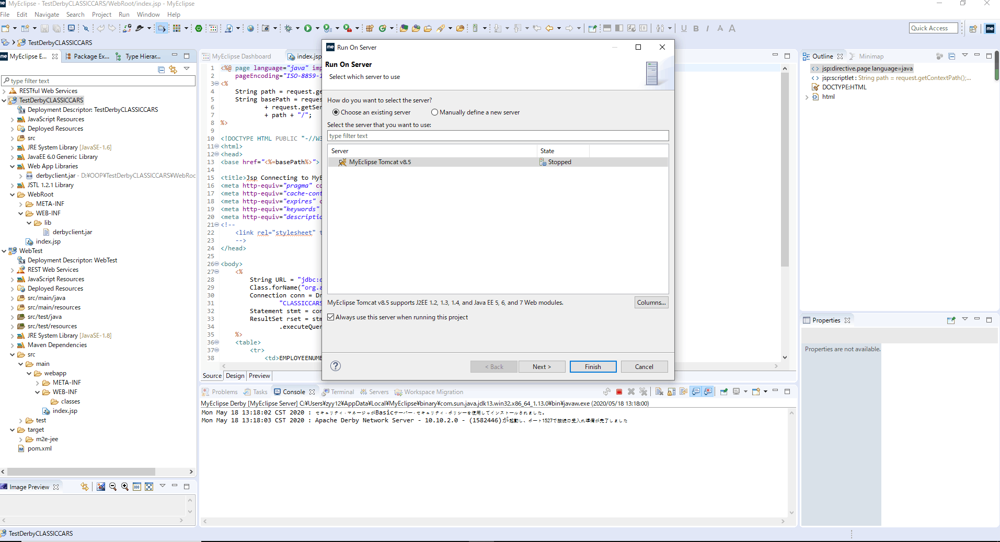 MyEclipse - TestDerbyCLASSICCARS/WebRoot/index.jsp - MyEclipse
File Edit Navigate Search Project Run Window Help
Quick Access
TestDerbyCLASSICCARS
MyEclipse E... Package Ex... Type Hierar...
type filter text
RESTful Web Services
TestDerbyCLASSICCARS
Deployment Descriptor: TestDerbyCLASSICCARS
JavaScript Resources
Deployed Resources
src
JRE System Library [JavaSE-1.6]
JavaEE 6.0 Generic Library
Web App Libraries
derbyclient.jar - D:¥OOP¥TestDerbyCLASSICCARS¥WebRoc
JSTL 1.2.1 Library
WebRoot
META-INF
WEB-INF
lib
derbyclient.jar
index.jsp
WebTest
Deployment Descriptor: WebTest
REST Web Services
JavaScript Resources
Deployed Resources
src/main/java
src/main/resources
src/test/java
src/test/resources
JRE System Library [JavaSE-1.8]
Maven Dependencies
src
main
webapp
META-INF
WEB-INF
classes
index.jsp
test
target
m2e-jee
pom.xml
Image Preview
TestDerbyCLASSICCARS
MyEclipse Dashboard index.jsp
1 <%@ page language="java" imp
2 pageEncoding="ISO-8859-1
3 <%
4 String path = request.ge
5 String basePath = reques
6 + request.getSer
7 + path + "/";
8 %>
9
10 <!DOCTYPE HTML PUBLIC "-//W3
11 <html>
12 <head>
13 <base href="<%=basePath%>">
14
15 <title>Jsp Connecting to MyE
16 <meta http-equiv="pragma" co
17 <meta http-equiv="cache-cont
18 <meta http-equiv="expires" c
19 <meta http-equiv="keywords"
20 <meta http-equiv="descriptio
21 <!--
22 <link rel="stylesheet" t
23 -->
24 </head>
25
26 <body>
27 <%
28 String URL = "jdbc:d
29 Class.forName("org.a
30 Connection conn = Dr
31 "CLASSICCARS
32 Statement stmt = con
33 ResultSet rset = stm
34 .executeQuer
35 %>
36 <table>
37 <tr>
38 <td>EMPLOYEENUMB
Source Design Preview
Run On Server
Run On Server
Select which server to use
How do you want to select the server?
Choose an existing server Manually define a new server
Select the server that you want to use:
type filter text
Server State
MyEclipse Tomcat v8.5 Stopped
MyEclipse Tomcat v8.5 supports J2EE 1.2, 1.3, 1.4, and Java EE 5, 6, and 7 Web modules.
Columns...
Always use this server when running this project
< Back Next > Finish Cancel
Problems Tasks Console Terminal Servers Workspace Migration
MyEclipse Derby [MyEclipse Server] C:¥Users¥zyy12¥AppData¥Local¥MyEclipse¥binary¥com.sun.java.jdk13.win32.x86_64_1.13.0¥bin¥javaw.exe (2020/05/18 13:18:00)
Mon May 18 13:18:02 CST 2020 : セキュリティ・マネージャがBasicサーバー・セキュリティ・ポリシーを使用してインストールされました。
Mon May 18 13:18:03 CST 2020 : Apache Derby Network Server - 10.10.2.0 - (1582446)が起動し、ポート1527で接続の受入れ準備が完了しました
Outline Minimap
jsp:directive.page language=java
jsp:scriptlet : String path = request.getContextPath();...
DOCTYPE:HTML
html
Properties
Properties are not available.